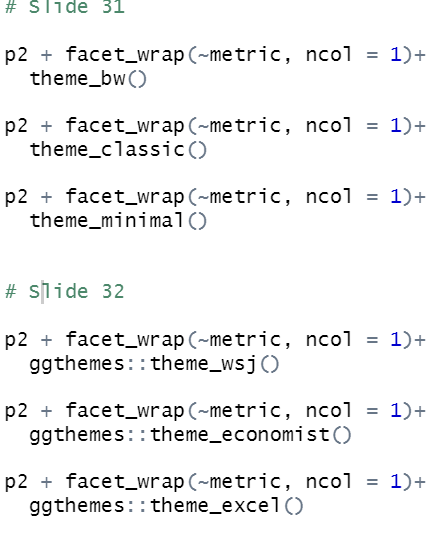 # Slide 31
p2 + facet_wrap(~metric, ncol = 1)+
  theme_bw()
p2 + facet_wrap(~metric, ncol = 1)+
  theme_classic()
p2 + facet_wrap(~metric, ncol = 1)+
  theme_minimal()
# Slide 32
p2 + facet_wrap(~metric, ncol = 1)+
  ggthemes::theme_wsj()
p2 + facet_wrap(~metric, ncol = 1)+
  ggthemes::theme_economist()
p2 + facet_wrap(~metric, ncol = 1)+
  ggthemes::theme_excel()